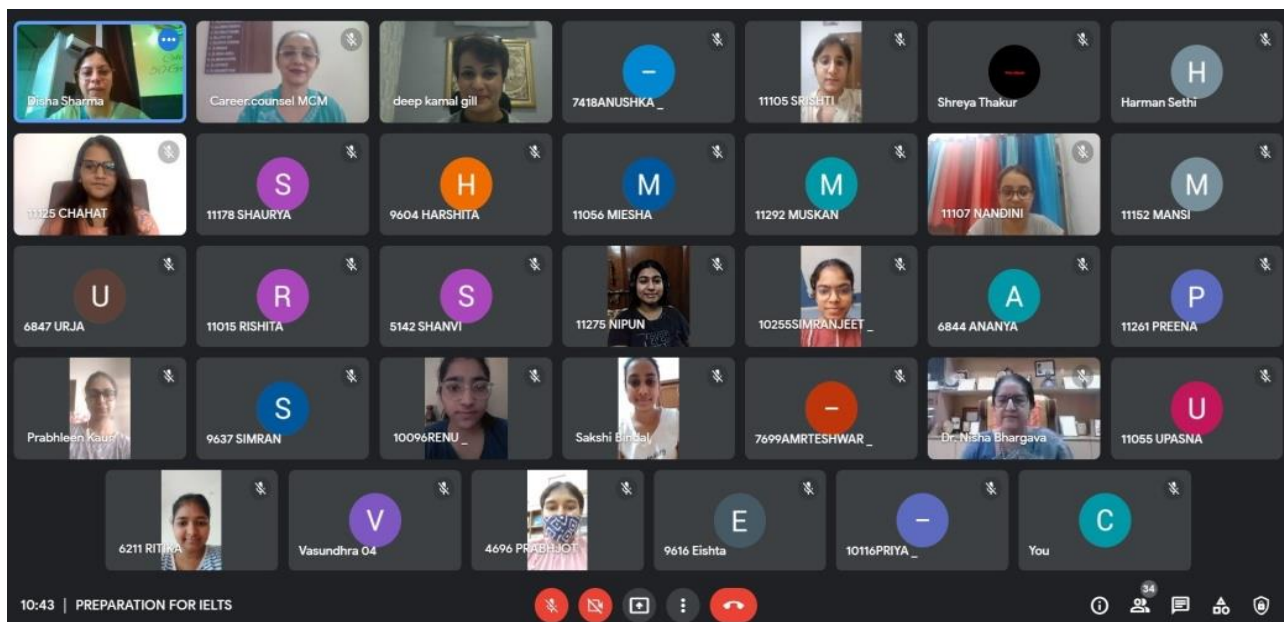 Disha Sharma
Career.counsel MCM
deep kamal gill
–
7418ANUSHKA _
11105 SRISHTI
Shreya Thakur
H
Harman Sethi
11125 CHAHAT
S
11178 SHAURYA
H
9604 HARSHITA
M
11056 MIESHA
M
11292 MUSKAN
11107 NANDINI
M
11152 MANSI
U
6847 URJA
R
11015 RISHITA
S
5142 SHANVI
11275 NIPUN
10255SIMRANJEET _
A
6844 ANANYA
P
11261 PREENA
Prabhleen Kaur
S
9637 SIMRAN
10096RENU _
Sakshi Bindal
–
7699AMRTESHWAR _
Dr. Nisha Bhargava
U
11055 UPASNA
6211 RITIKA
V
Vasundhra 04
4696 PRABHJOT
E
9616 Eishta
–
10116PRIYA _
C
You
10:43 | PREPARATION FOR IELTS
34